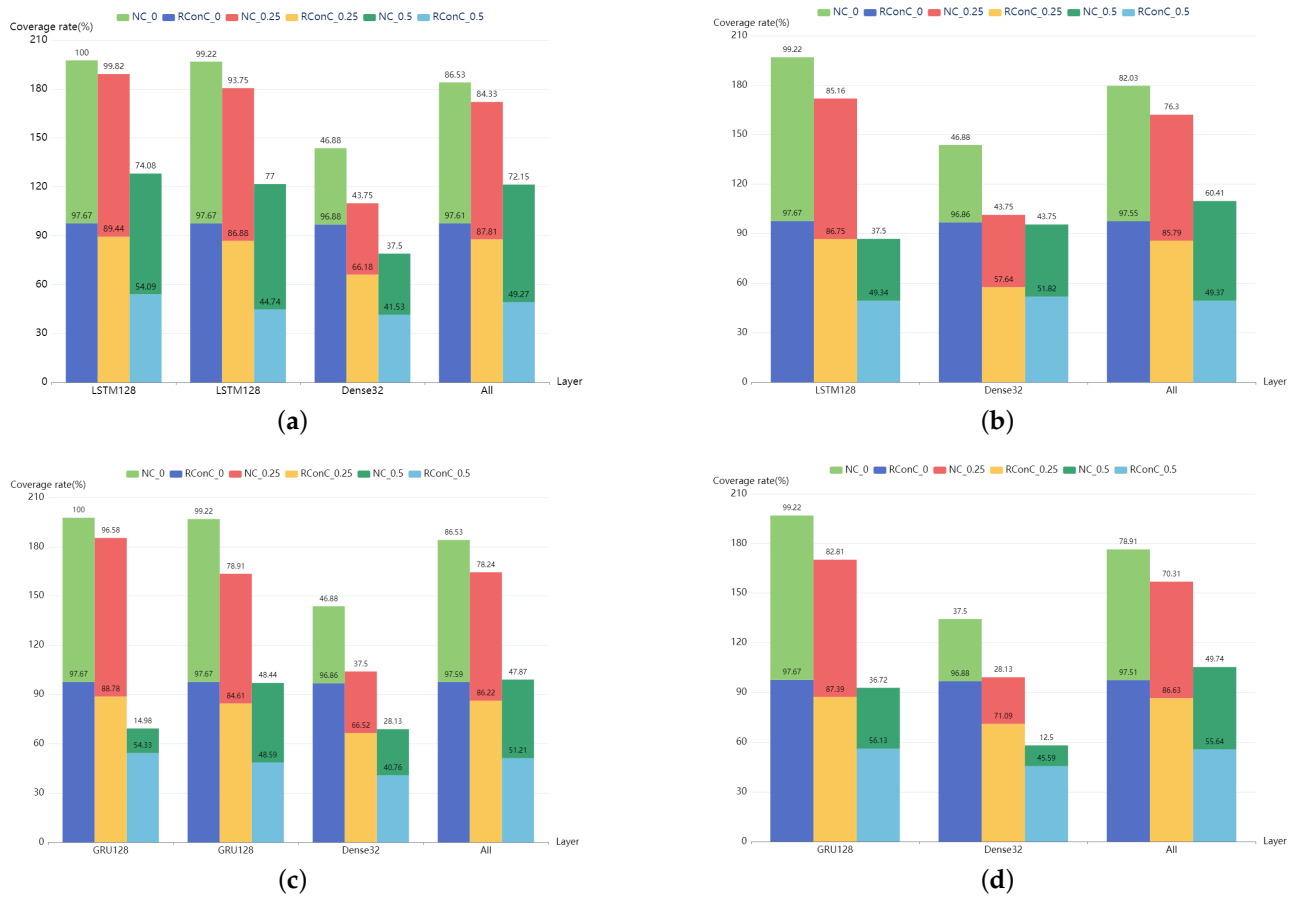 NC_0 RConC_0 NC_0.25 RConC_0.25 NC_0.5 RConC_0.5
Coverage rate(%)
210
180
150
120
90
60
30
0
100 99.82 74.08 99.22 93.75 77 46.88 43.75 37.5 86.53 84.33 72.15
97.67 89.44 54.09 97.67 86.88 44.74 96.88 66.18 41.53 97.61 87.81 49.27
LSTM128 LSTM128 Dense32 All Layer
(a)
NC_0 RConC_0 NC_0.25 RConC_0.25 NC_0.5 RConC_0.5
Coverage rate(%)
210
180
150
120
90
60
30
0
99.22 85.16 37.5 46.88 43.75 43.75 82.03 76.3 60.41
97.67 86.75 49.34 96.86 57.64 51.82 97.55 85.79 49.37
LSTM128 Dense32 All Layer
(b)
NC_0 RConC_0 NC_0.25 RConC_0.25 NC_0.5 RConC_0.5
Coverage rate(%)
210
180
150
120
90
60
30
0
100 96.58 14.98 99.22 78.91 48.44 46.88 37.5 28.13 86.53 78.24 47.87
97.67 88.78 54.33 97.67 84.61 48.59 96.86 66.52 40.76 97.59 86.22 51.21
GRU128 GRU128 Dense32 All Layer
(c)
NC_0 RConC_0 NC_0.25 RConC_0.25 NC_0.5 RConC_0.5
Coverage rate(%)
210
180
150
120
90
60
30
0
99.22 82.81 36.72 37.5 28.13 12.5 78.91 70.31 49.74
97.67 87.39 56.13 96.88 71.09 45.59 97.51 86.63 55.64
GRU128 Dense32 All Layer
(d)